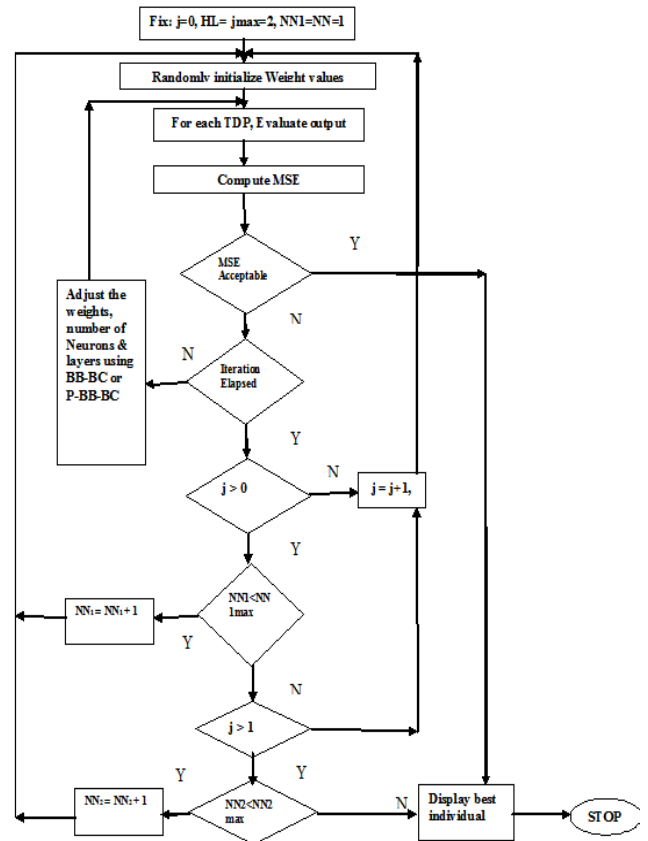 Fix: j=0, HL= jmax=2, NN1=NN=1
Randomly initialize Weight values
For each TDP, Evaluate output
Compute MSE
Y
MSE
Acceptable
N
Adjust the
weights,
number of
Neurons &
layers using
BB-BC or
P-BB-BC
N
Iteration
Elapsed
Y
j > 0
N
j = j+1,
Y
NN1<NN
1max
NN₁ = NN₁ + 1
Y
N
j > 1
Y
Y
NN2<NN2
max
NN₂ = NN₂ + 1
N
Display best
individual
STOP